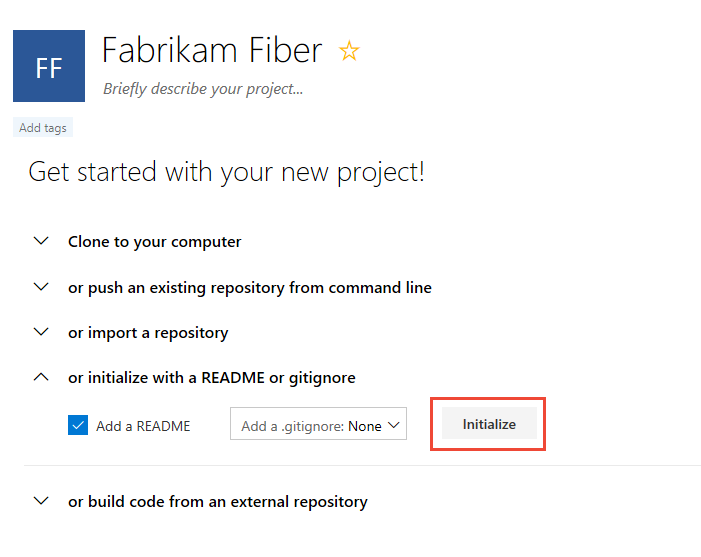 FF
Fabrikam Fiber
Briefly describe your project...
Add tags
Get started with your new project!
Clone to your computer
or push an existing repository from command line
or import a repository
or initialize with a README or gitignore
Add a README
Add a .gitignore: None
Initialize
or build code from an external repository